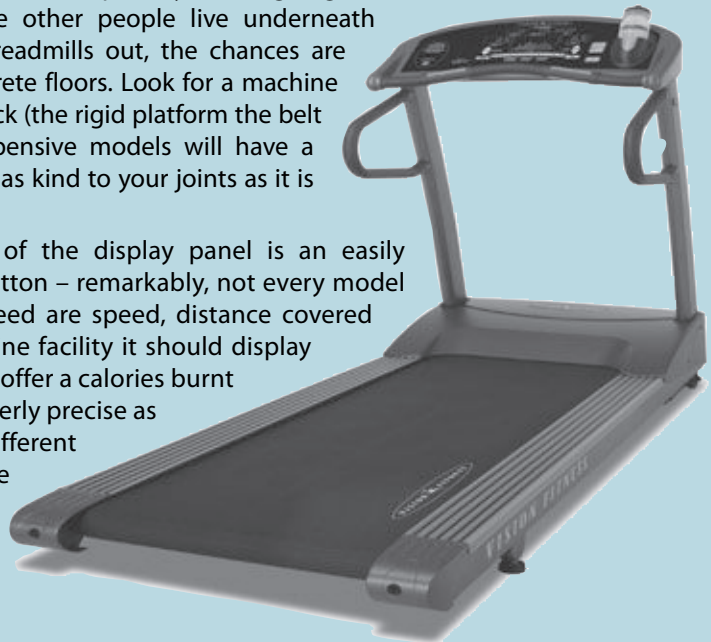 e other people live underneath
readmills out, the chances are
rete floors. Look for a machine
ck (the rigid platform the belt
pensive models will have a
as kind to your joints as it is
of the display panel is an easily
tton – remarkably, not every model
eed are speed, distance covered
ne facility it should display
offer a calories burnt
erly precise as
ifferent
e
VISION FITNESS